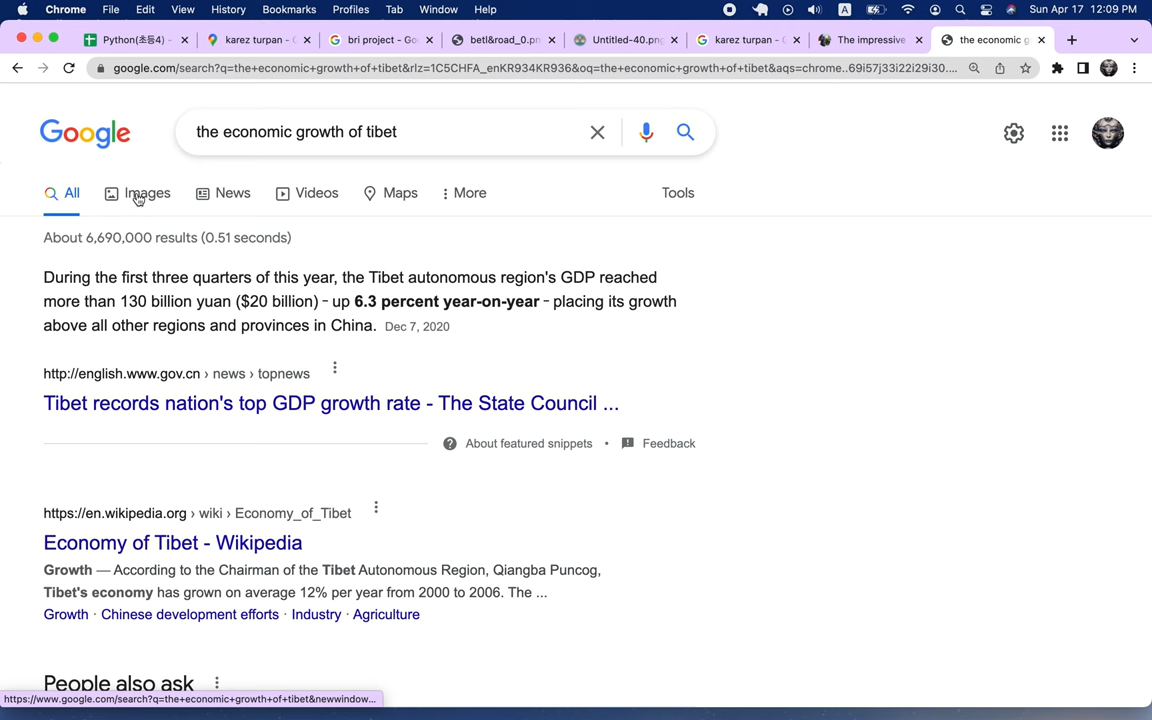 Chrome File Edit View History Bookmarks Profiles Tab Window Help A Sun Apr 17 12:09 PM
Python(초등4) - karez turpan - bri project - Go betl&road_0.pn Untitled-40.png karez turpan - The impressive the economic g
google.com/search?q=the+economic+growth+of+tibet&rlz=1C5CHFA_enKR934KR936&oq=the+economic+growth+of+tibet&aqs=chrome..69i57j33i22i29i30....
Google the economic growth of tibet
All Images News Videos Maps More Tools
About 6,690,000 results (0.51 seconds)
During the first three quarters of this year, the Tibet autonomous region's GDP reached
more than 130 billion yuan ($20 billion) - up 6.3 percent year-on-year - placing its growth
above all other regions and provinces in China. Dec 7, 2020
http://english.www.gov.cn › news › topnews
Tibet records nation's top GDP growth rate - The State Council ...
About featured snippets • Feedback
https://en.wikipedia.org › wiki › Economy_of_Tibet
Economy of Tibet - Wikipedia
Growth — According to the Chairman of the Tibet Autonomous Region, Qiangba Puncog,
Tibet's economy has grown on average 12% per year from 2000 to 2006. The ...
Growth · Chinese development efforts · Industry · Agriculture
People also ask
https://www.google.com/search?q=the+economic+growth+of+tibet&newwindow...